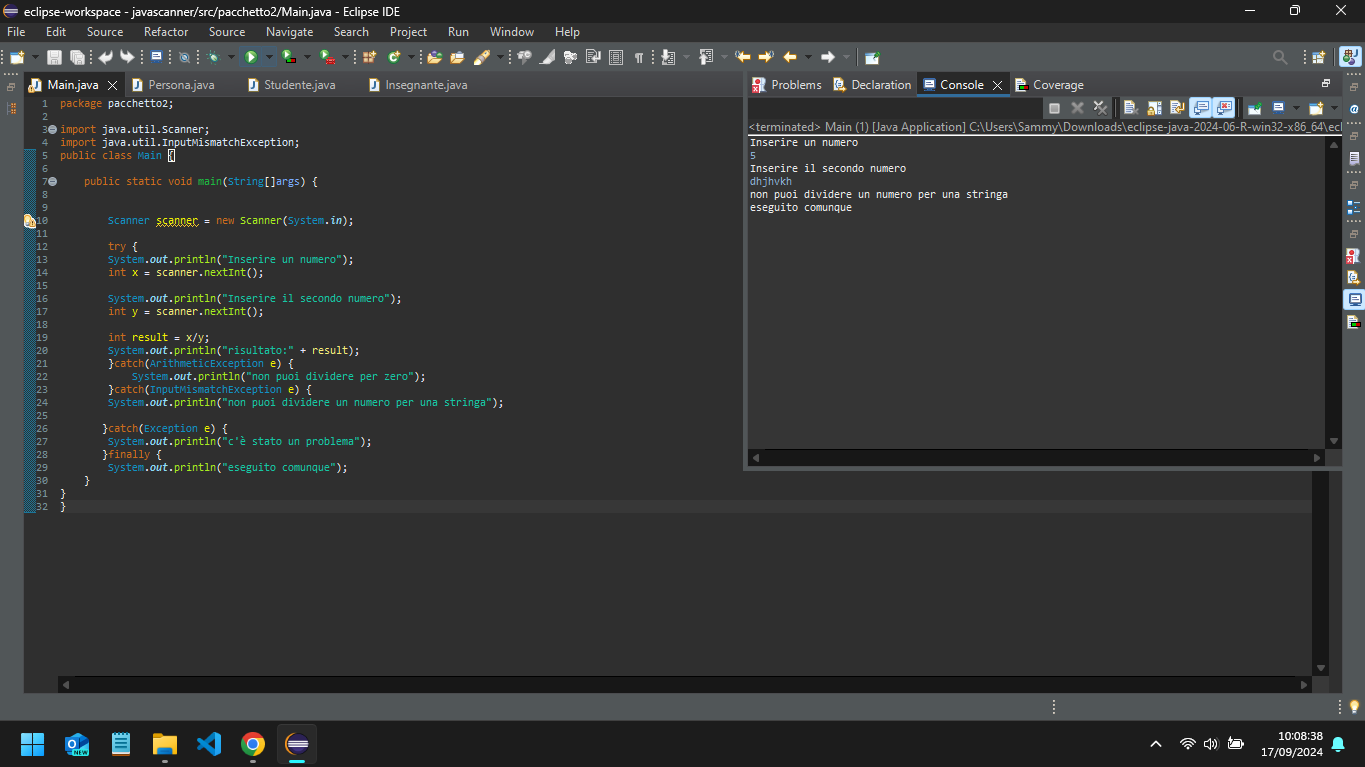 eclipse-workspace - javascanner/src/pacchetto2/Main.java - Eclipse IDE
File Edit Source Refactor Source Navigate Search Project Run Window Help
Main.java Persona.java Studente.java Insegnante.java
1 package pacchetto2;
2
3 import java.util.Scanner;
4 import java.util.InputMismatchException;
5 public class Main {
6
7 public static void main(String[]args) {
8
9
10 Scanner scanner = new Scanner(System.in);
11
12 try {
13 System.out.println("Inserire un numero");
14 int x = scanner.nextInt();
15
16 System.out.println("Inserire il secondo numero");
17 int y = scanner.nextInt();
18
19 int result = x/y;
20 System.out.println("risultato:" + result);
21 }catch(ArithmeticException e) {
22 System.out.println("non puoi dividere per zero");
23 }catch(InputMismatchException e) {
24 System.out.println("non puoi dividere un numero per una stringa");
25
26 }catch(Exception e) {
27 System.out.println("c'è stato un problema");
28 }finally {
29 System.out.println("eseguito comunque");
30 }
31 }
32 }
Problems Declaration Console Coverage
<terminated> Main (1) [Java Application] C:\Users\Sammy\Downloads\eclipse-java-2024-06-R-win32-x86_64\ecl
Inserire un numero
5
Inserire il secondo numero
dhjhvkh
non puoi dividere un numero per una stringa
eseguito comunque
NEW
10:08:38
17/09/2024